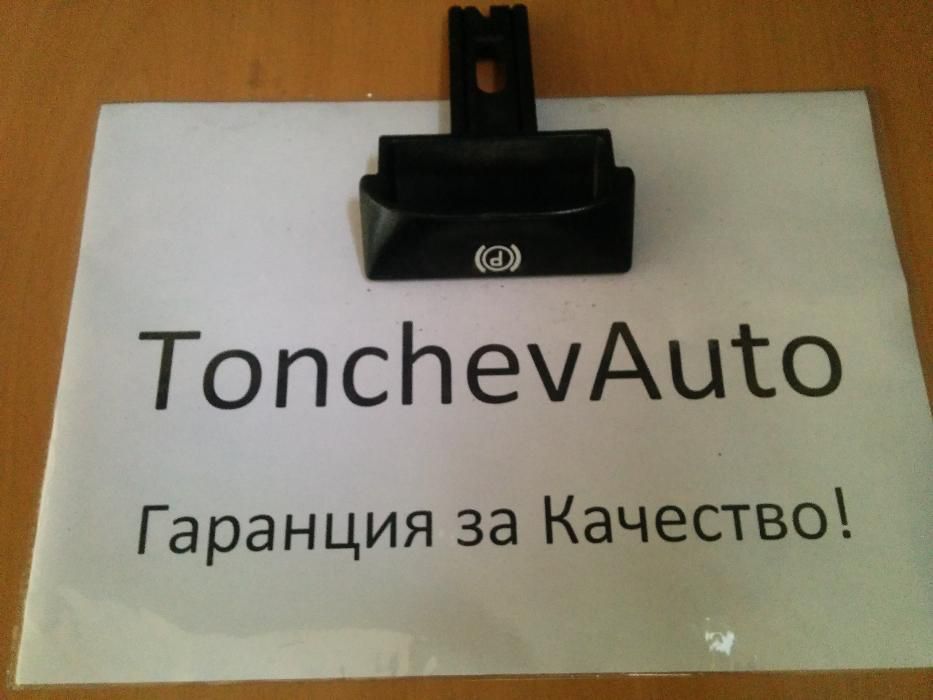 P
TonchevAuto
Гаранция за Качество!